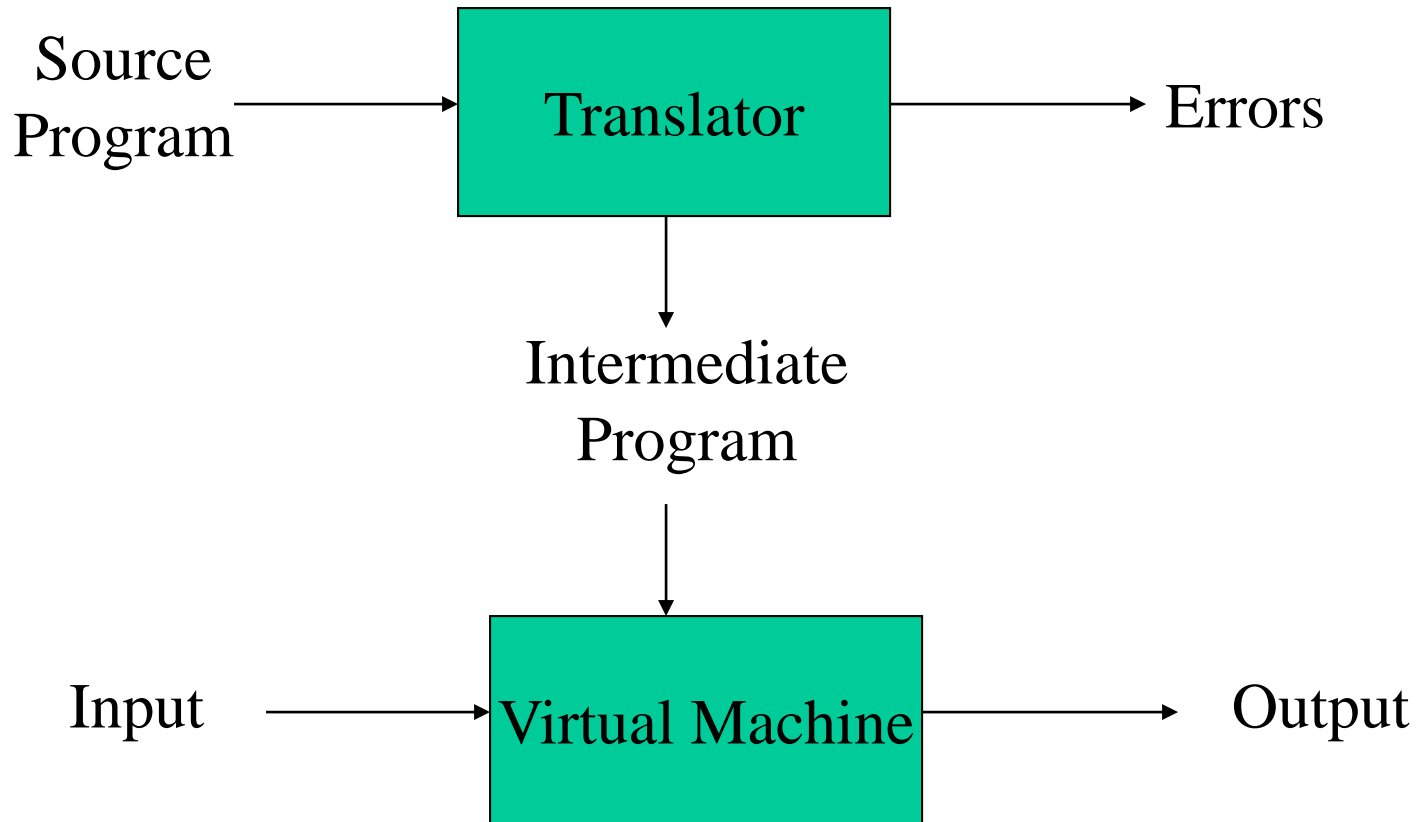 Source
Program
Translator
Errors
Intermediate
Program
Input
Virtual Machine
Output